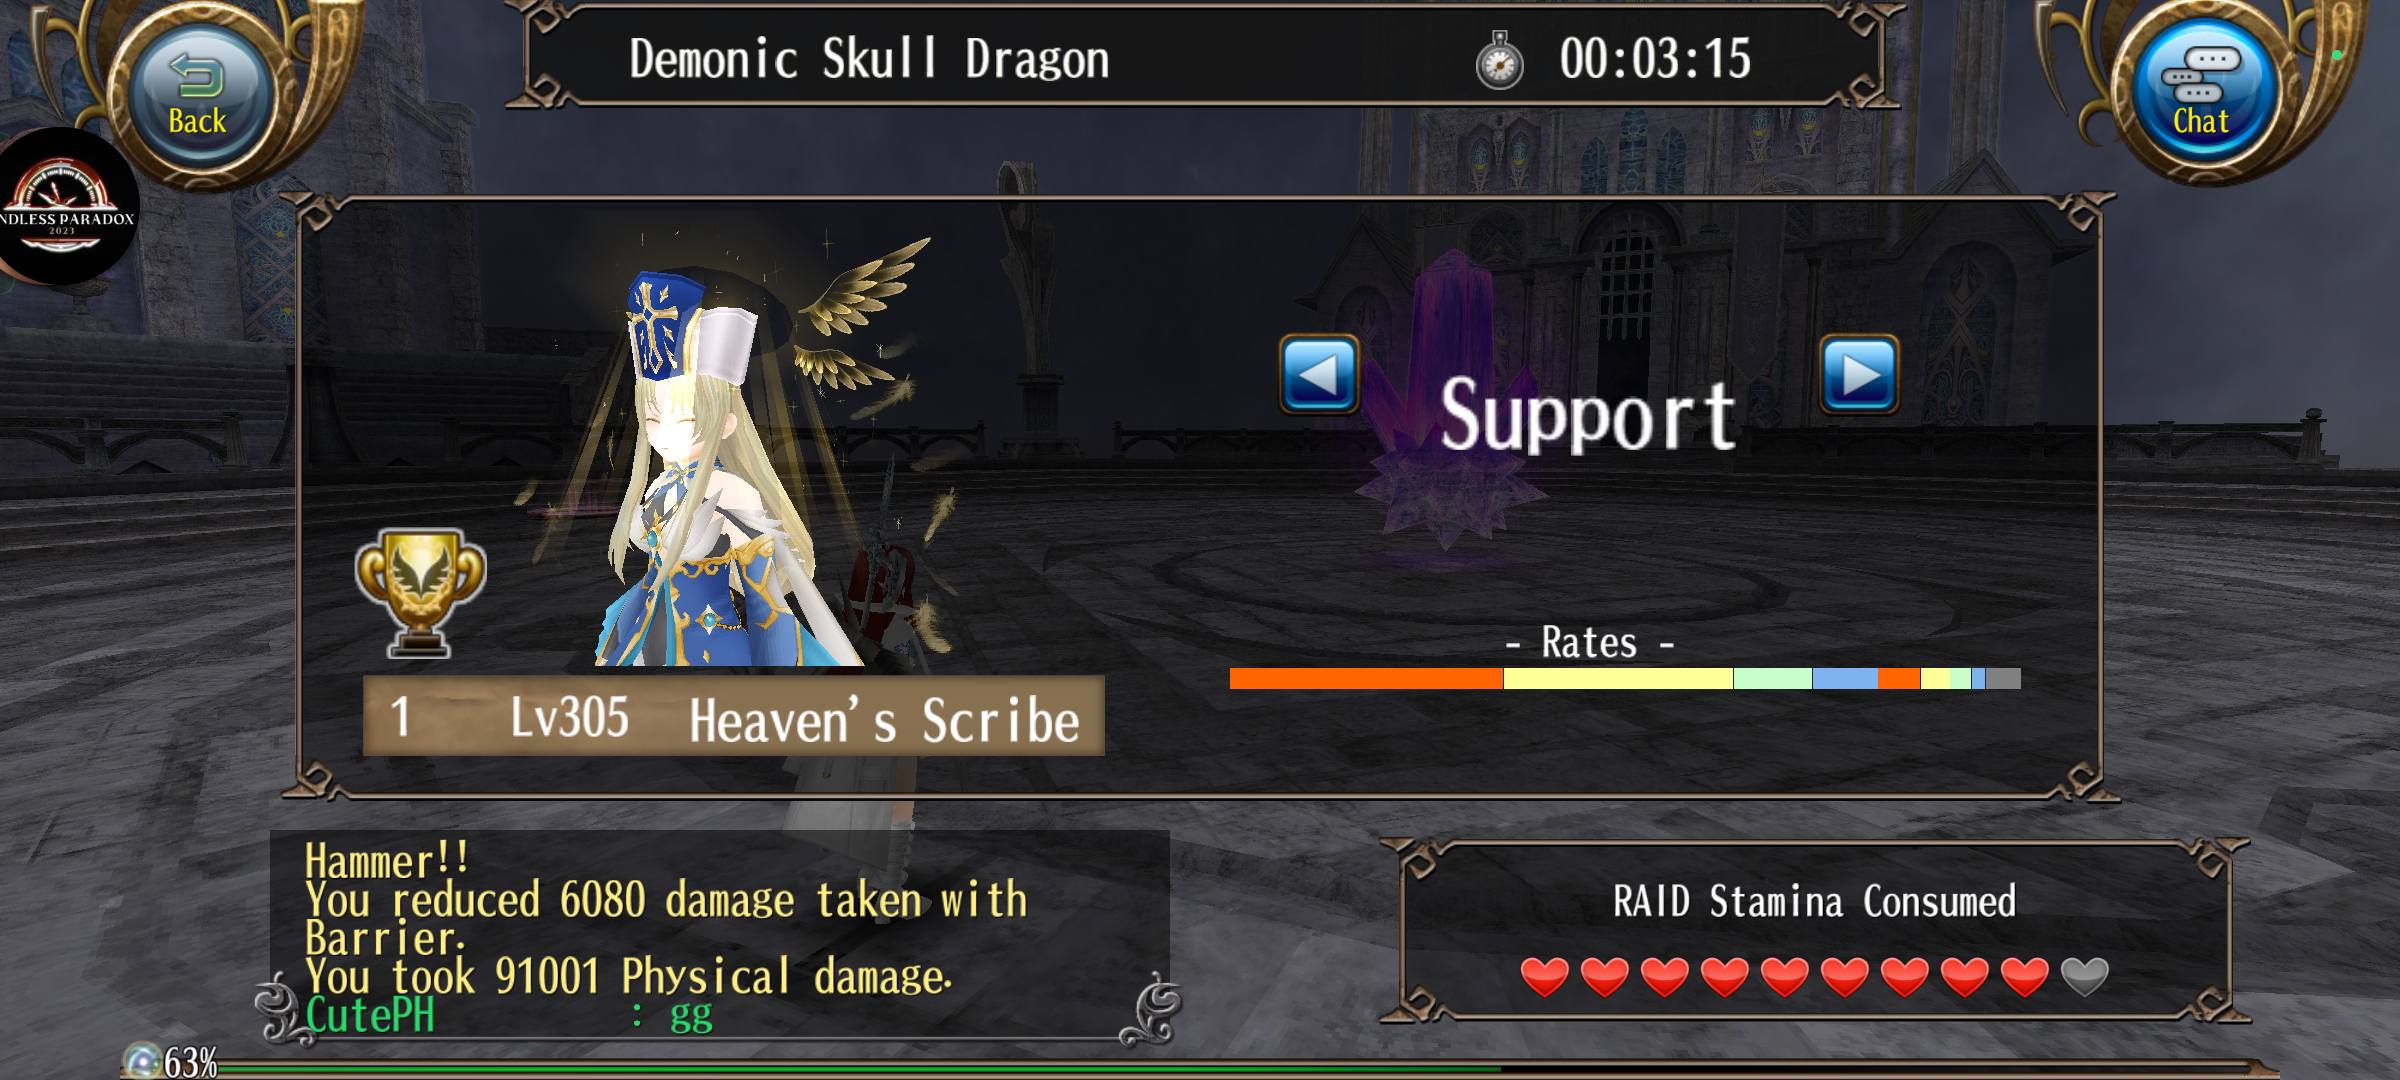 Back
Demonic Skull Dragon
00:03:15
Chat
NDLESS PARADOX
2023
Support
- Rates -
1 Lv305 Heaven's Scribe
Hammer!!
You reduced 6080 damage taken with
Barrier.
You took 91001 Physical damage.
CutePH : gg
RAID Stamina Consumed
63%